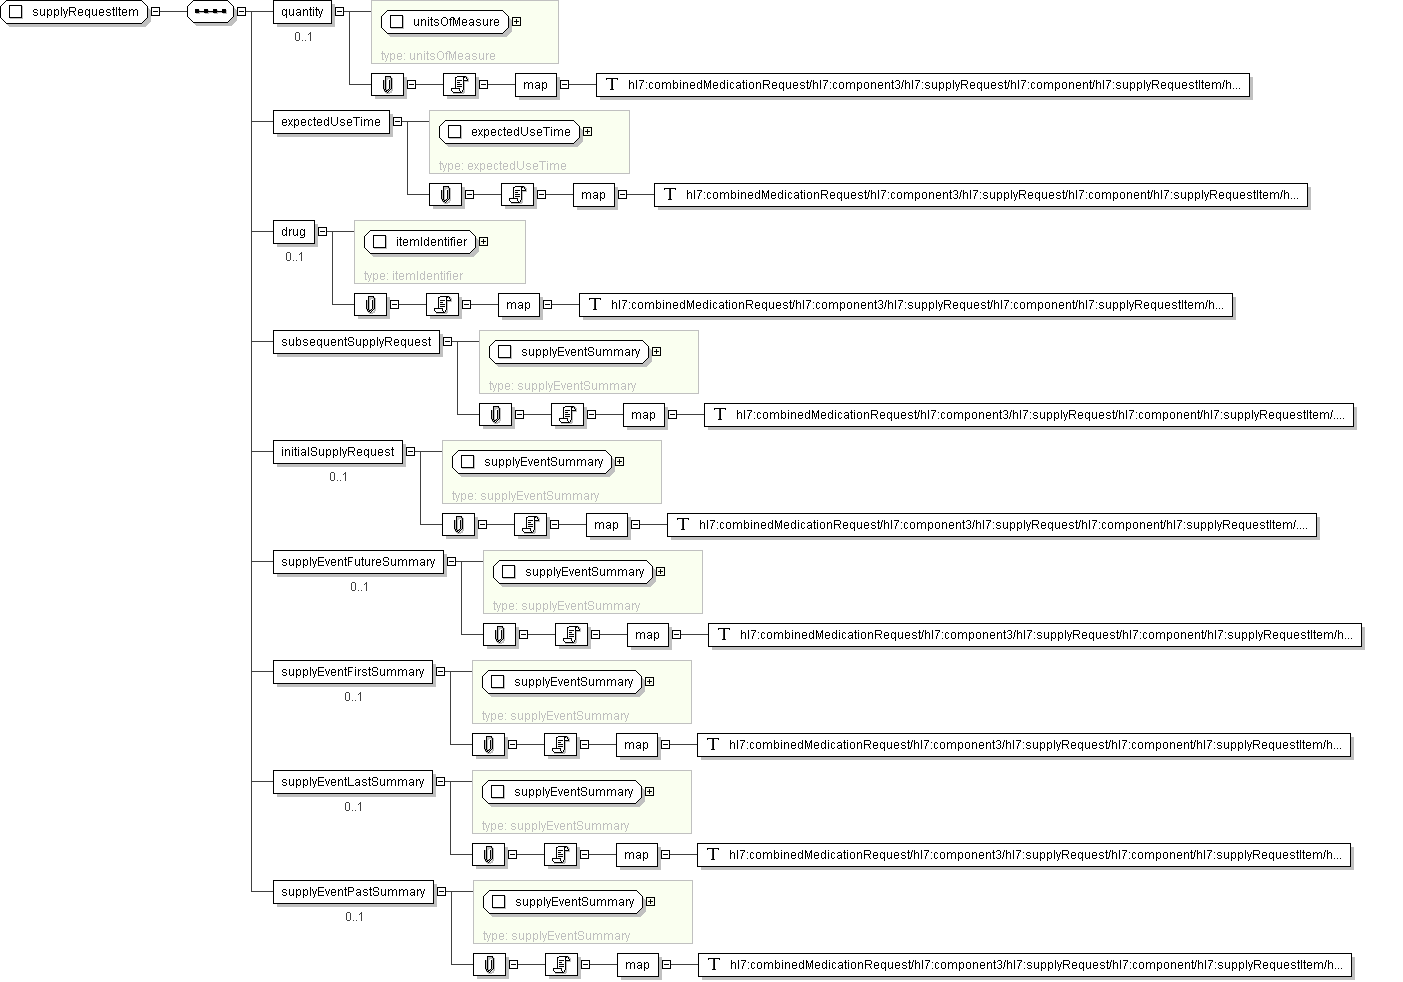 supplyRequestItem
quantity
0..1
unitsOfMeasure
type: unitsOfMeasure
map
T hl7:combinedMedicationRequest/hl7:component3/hl7:supplyRequest/hl7:component/hl7:supplyRequestItem/h...
expectedUseTime
expectedUseTime
type: expectedUseTime
map
T hl7:combinedMedicationRequest/hl7:component3/hl7:supplyRequest/hl7:component/hl7:supplyRequestItem/h...
drug
0..1
itemIdentifier
type: itemIdentifier
map
T hl7:combinedMedicationRequest/hl7:component3/hl7:supplyRequest/hl7:component/hl7:supplyRequestItem/h...
subsequentSupplyRequest
supplyEventSummary
type: supplyEventSummary
map
T hl7:combinedMedicationRequest/hl7:component3/hl7:supplyRequest/hl7:component/hl7:supplyRequestItem/....
initialSupplyRequest
0..1
supplyEventSummary
type: supplyEventSummary
map
T hl7:combinedMedicationRequest/hl7:component3/hl7:supplyRequest/hl7:component/hl7:supplyRequestItem/....
supplyEventFutureSummary
0..1
supplyEventSummary
type: supplyEventSummary
map
T hl7:combinedMedicationRequest/hl7:component3/hl7:supplyRequest/hl7:component/hl7:supplyRequestItem/h...
supplyEventFirstSummary
0..1
supplyEventSummary
type: supplyEventSummary
map
T hl7:combinedMedicationRequest/hl7:component3/hl7:supplyRequest/hl7:component/hl7:supplyRequestItem/h...
supplyEventLastSummary
0..1
supplyEventSummary
type: supplyEventSummary
map
T hl7:combinedMedicationRequest/hl7:component3/hl7:supplyRequest/hl7:component/hl7:supplyRequestItem/h...
supplyEventPastSummary
0..1
supplyEventSummary
type: supplyEventSummary
map
T hl7:combinedMedicationRequest/hl7:component3/hl7:supplyRequest/hl7:component/hl7:supplyRequestItem/h...